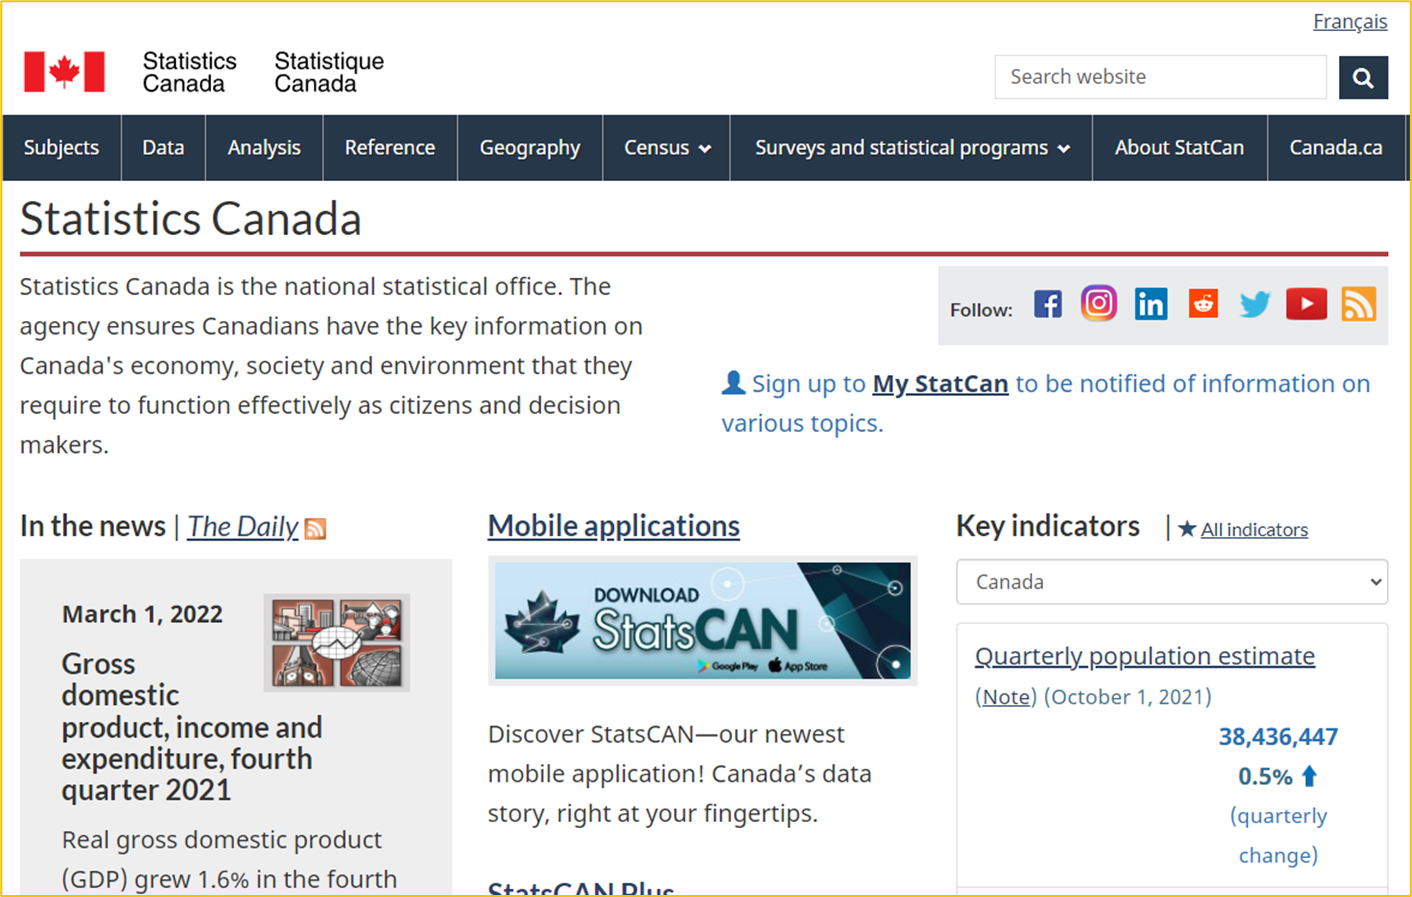 Français
Statistics Canada
Statistique Canada
Search website
Subjects
Data
Analysis
Reference
Geography
Census
Surveys and statistical programs
About StatCan
Canada.ca
Statistics Canada
Statistics Canada is the national statistical office. The
agency ensures Canadians have the key information on
Canada's economy, society and environment that they
require to function effectively as citizens and decision
makers.
Follow:
Sign up to My StatCan to be notified of information on
various topics.
In the news | The Daily
March 1, 2022
Gross
domestic
product, income and
expenditure, fourth
quarter 2021
Real gross domestic product
(GDP) grew 1.6% in the fourth
Mobile applications
DOWNLOAD
StatsCAN
Google Play
App Store
Discover StatsCAN—our newest
mobile application! Canada’s data
story, right at your fingertips.
StatsCAN Plus
Key indicators | All indicators
Canada
Quarterly population estimate
(Note) (October 1, 2021)
38,436,447
0.5%
(quarterly
change)